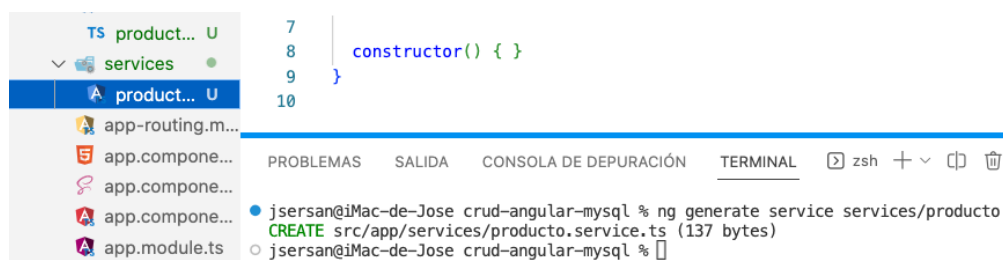 TS product... U
services
product... U
app-routing.m...
app.compone...
app.compone...
app.compone...
app.module.ts
7
8 constructor() { }
9 }
10
PROBLEMAS SALIDA CONSOLA DE DEPURACIÓN TERMINAL zsh
jsersan@iMac-de-Jose crud-angular-mysql % ng generate service services/producto
CREATE src/app/services/producto.service.ts (137 bytes)
jsersan@iMac-de-Jose crud-angular-mysql %